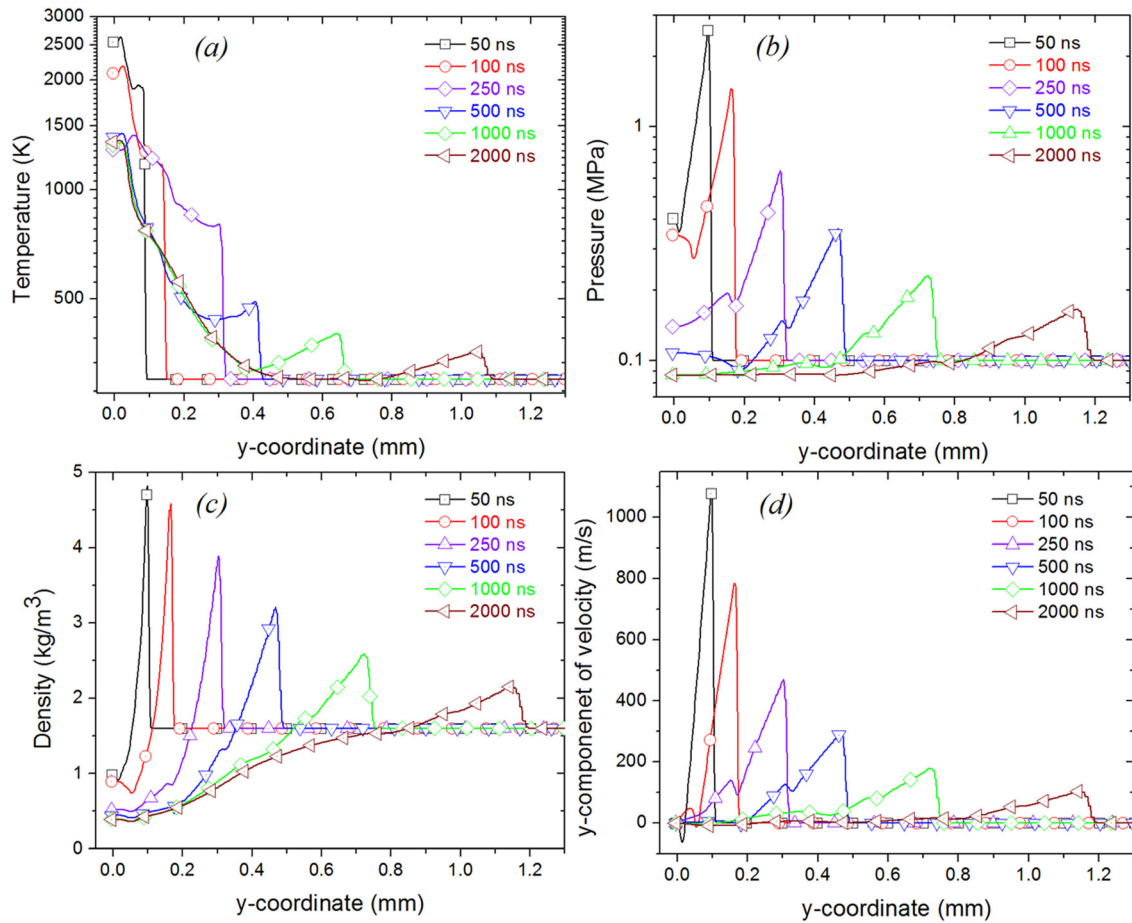 (a)
3000
2500
2000
1500
1000
500
Temperature (K)
50 ns
100 ns
250 ns
500 ns
1000 ns
2000 ns
0.0 0.2 0.4 0.6 0.8 1.0 1.2
y-coordinate (mm)
(b)
1
0.1
Pressure (MPa)
50 ns
100 ns
250 ns
500 ns
1000 ns
2000 ns
0.0 0.2 0.4 0.6 0.8 1.0 1.2
y-coordinate (mm)
(c)
5
4
3
2
1
0
Density (kg/m³)
50 ns
100 ns
250 ns
500 ns
1000 ns
2000 ns
0.0 0.2 0.4 0.6 0.8 1.0 1.2
y-coordinate (mm)
(d)
1000
800
600
400
200
0
y-componenet of velocity (m/s)
50 ns
100 ns
250 ns
500 ns
1000 ns
2000 ns
0.0 0.2 0.4 0.6 0.8 1.0 1.2
y-coordinate (mm)